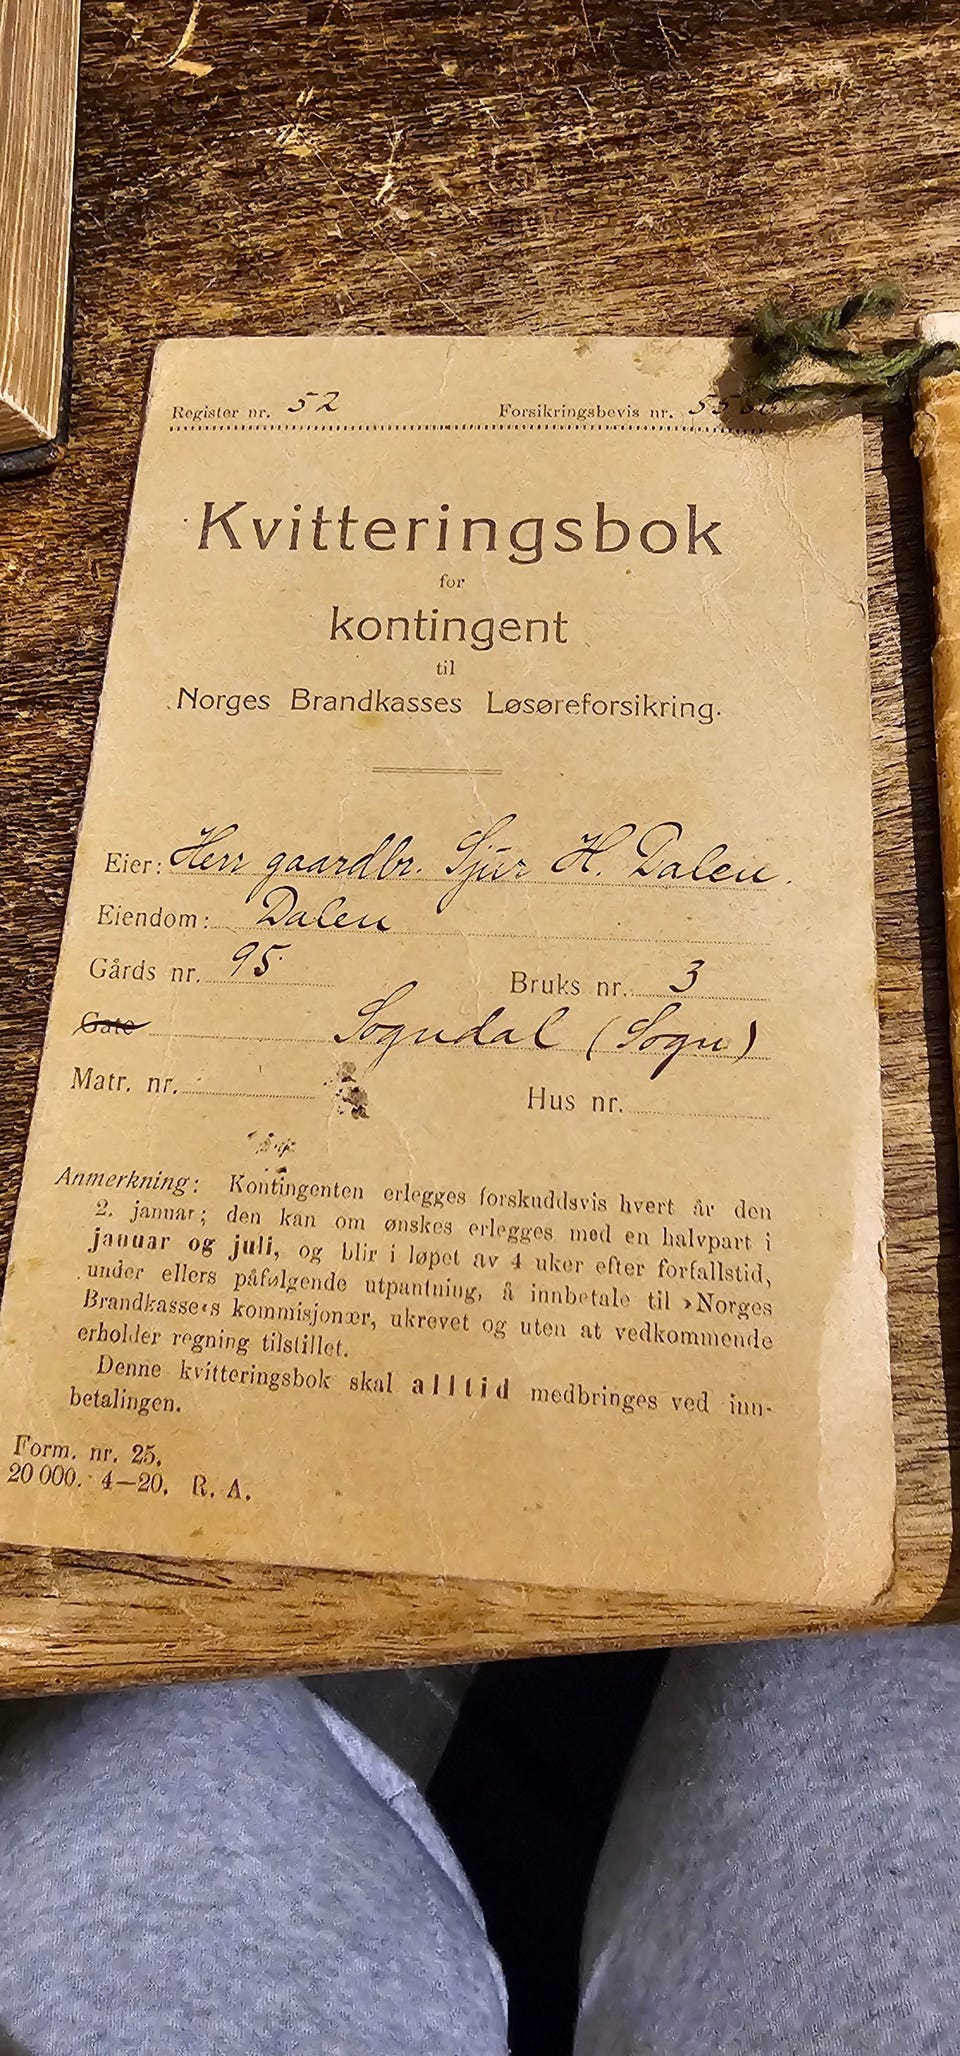 Register nr. 52 Forsikringsbevis nr.
Kvitteringsbok
for
kontingent
til
Norges Brandkasses Løsøreforsikring.
Eier: Herr gaardbr. Sjur H. Dalen.
Eiendom: Dalen
Gårds nr. 95 Bruks nr. 3
Gate Sogndal (Sogn)
Matr. nr. Hus nr.
Anmerkning: Kontingenten erlegges forskuddsvis hvert år den
2. januar; den kan om ønskes erlegges med en halvpart i
januar og juli, og blir i løpet av 4 uker efter forfallstid,
under ellers påfølgende utpantning, å innbetale til »Norges
Brandkasse«s kommisjonær, ukrevet og uten at vedkommende
erholder regning tilstillet.
Denne kvitteringsbok skal alltid medbringes ved inn-
betalingen.
Form. nr. 25.
20 000. 4—20. R. A.